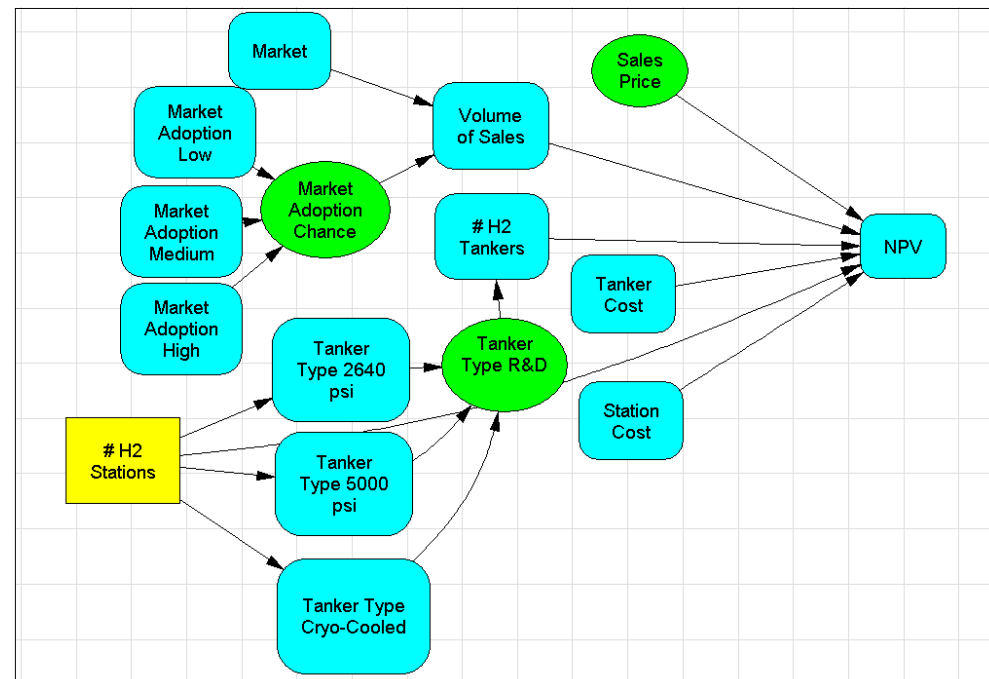 Market
Sales
Price
Market
Adoption
Low
Volume
of Sales
Market
Adoption
Chance
Market
Adoption
Medium
# H2
Tankers
NPV
Tanker
Cost
Market
Adoption
High
Tanker
Type 2640
psi
Tanker
Type R&D
Station
Cost
# H2
Stations
Tanker
Type 5000
psi
Tanker Type
Cryo-Cooled